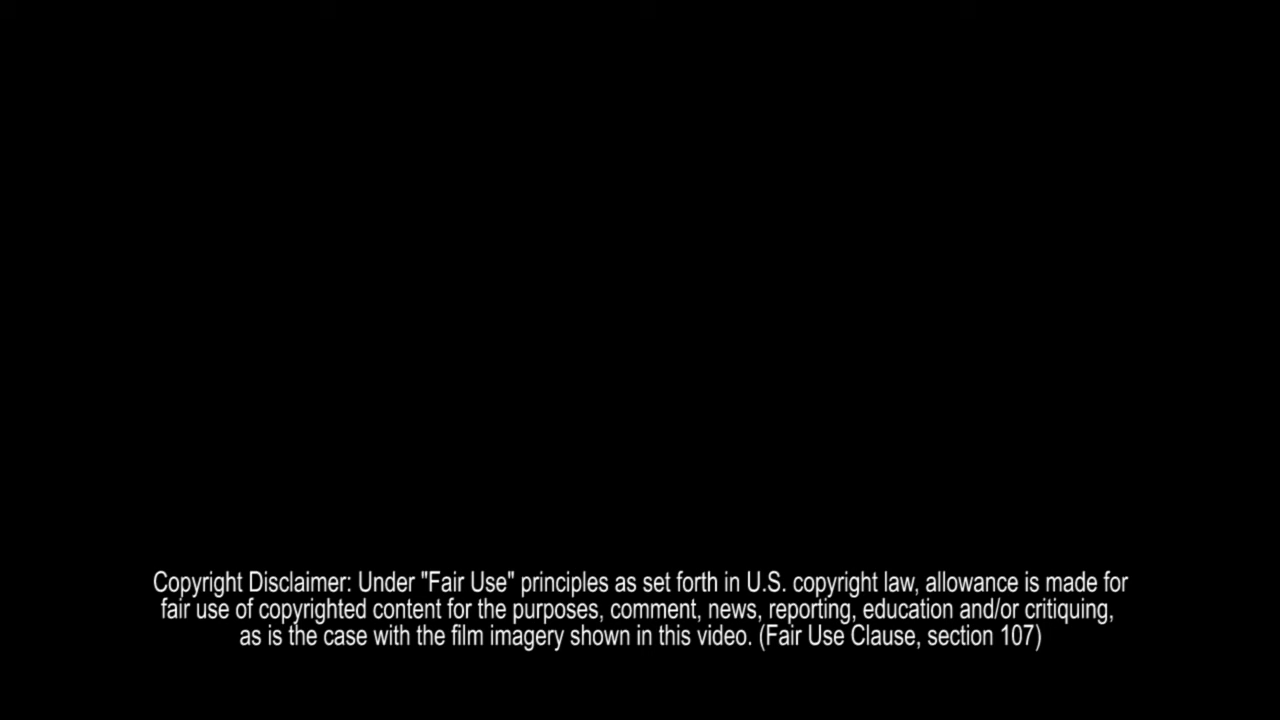 Copyright Disclaimer: Under "Fair Use" principles as set forth in U.S. copyright law, allowance is made for
fair use of copyrighted content for the purposes, comment, news, reporting, education and/or critiquing,
as is the case with the film imagery shown in this video. (Fair Use Clause, section 107)